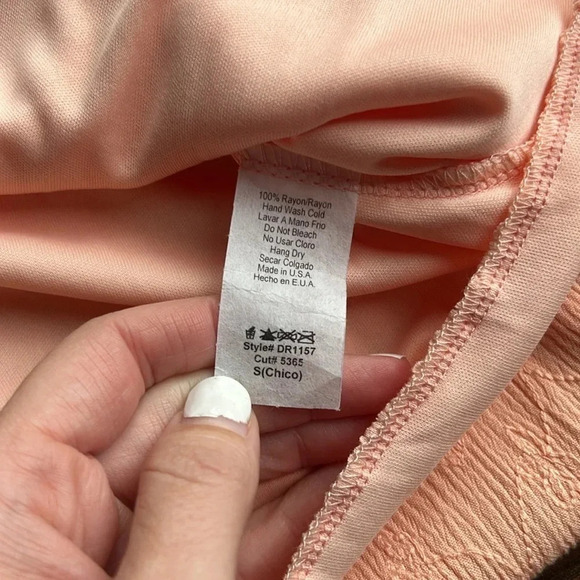 100% Rayon/Rayon
Hand Wash Cold
Lavar A Mano Frio
Do Not Bleach
No Usar Cloro
Hang Dry
Secar Colgado
Made in U.S.A.
Hecho en E.U.A.
Style# DR1157
Cut# 5365
S(Chico)